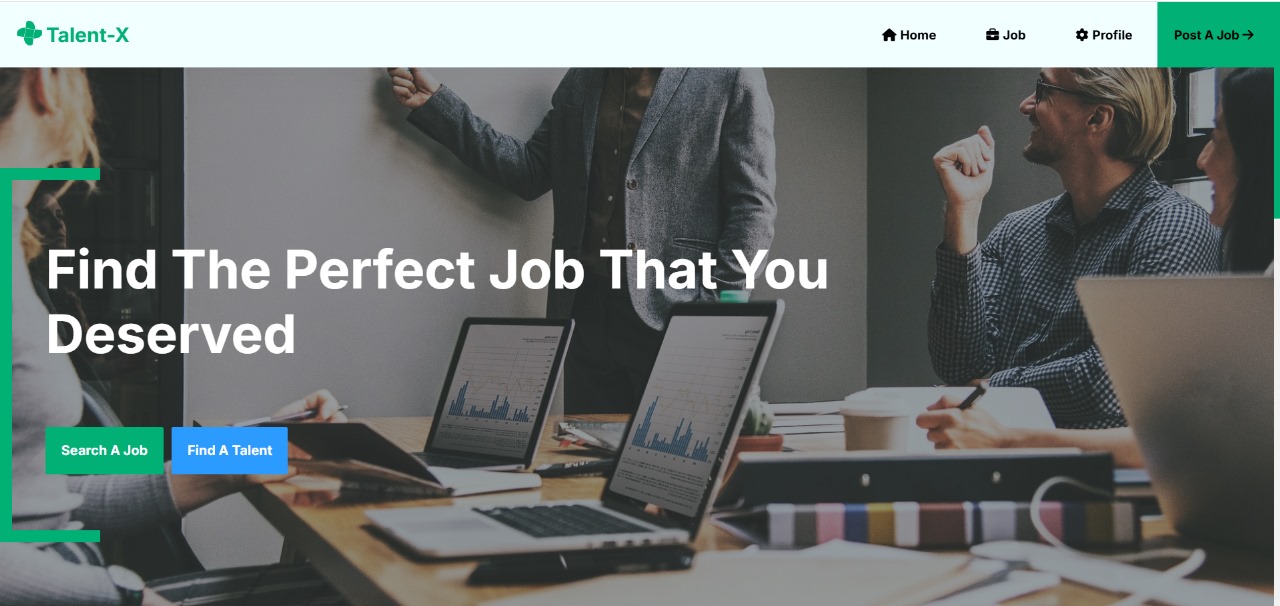 Talent-X
Home
Job
Profile
Post A Job
Find The Perfect Job That You
Deserved
Search A Job
Find A Talent